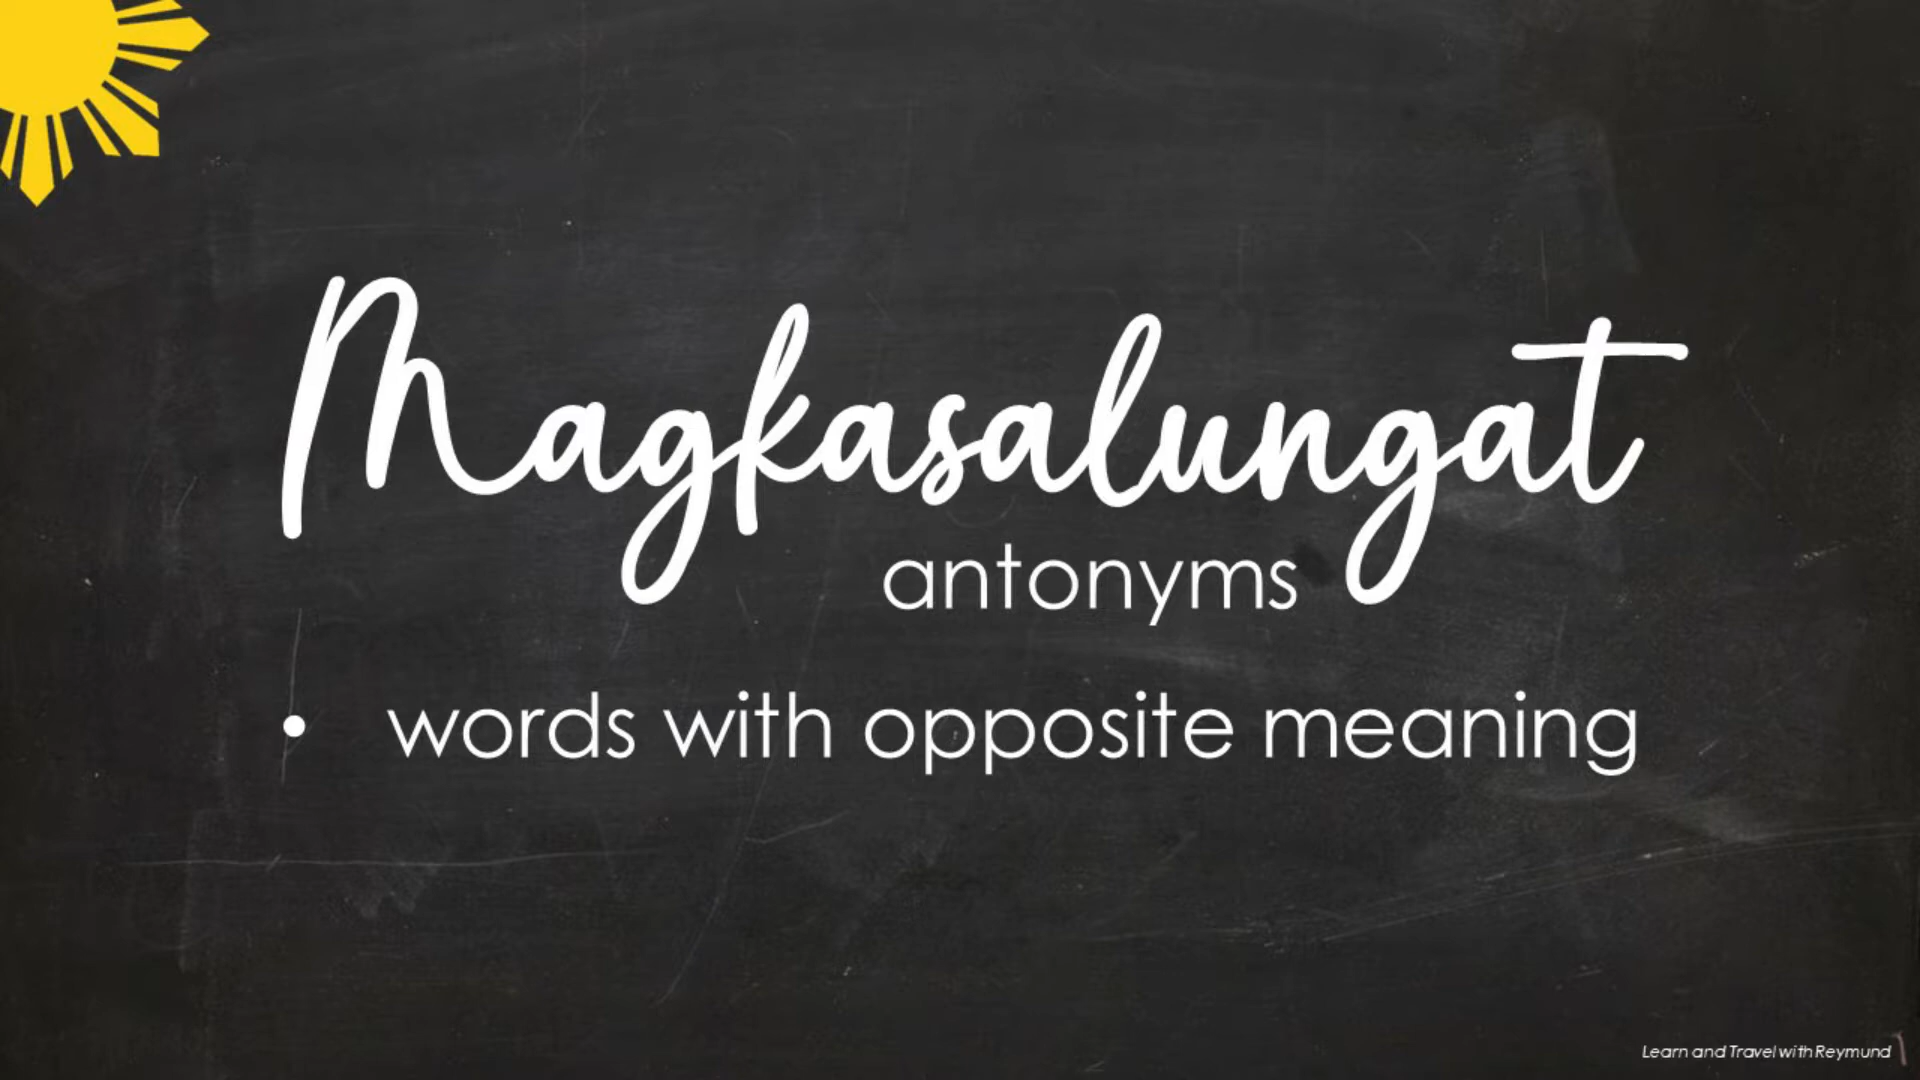 Magkasalungat
antonyms
• words with opposite meaning
Learn and Travel with Reymund